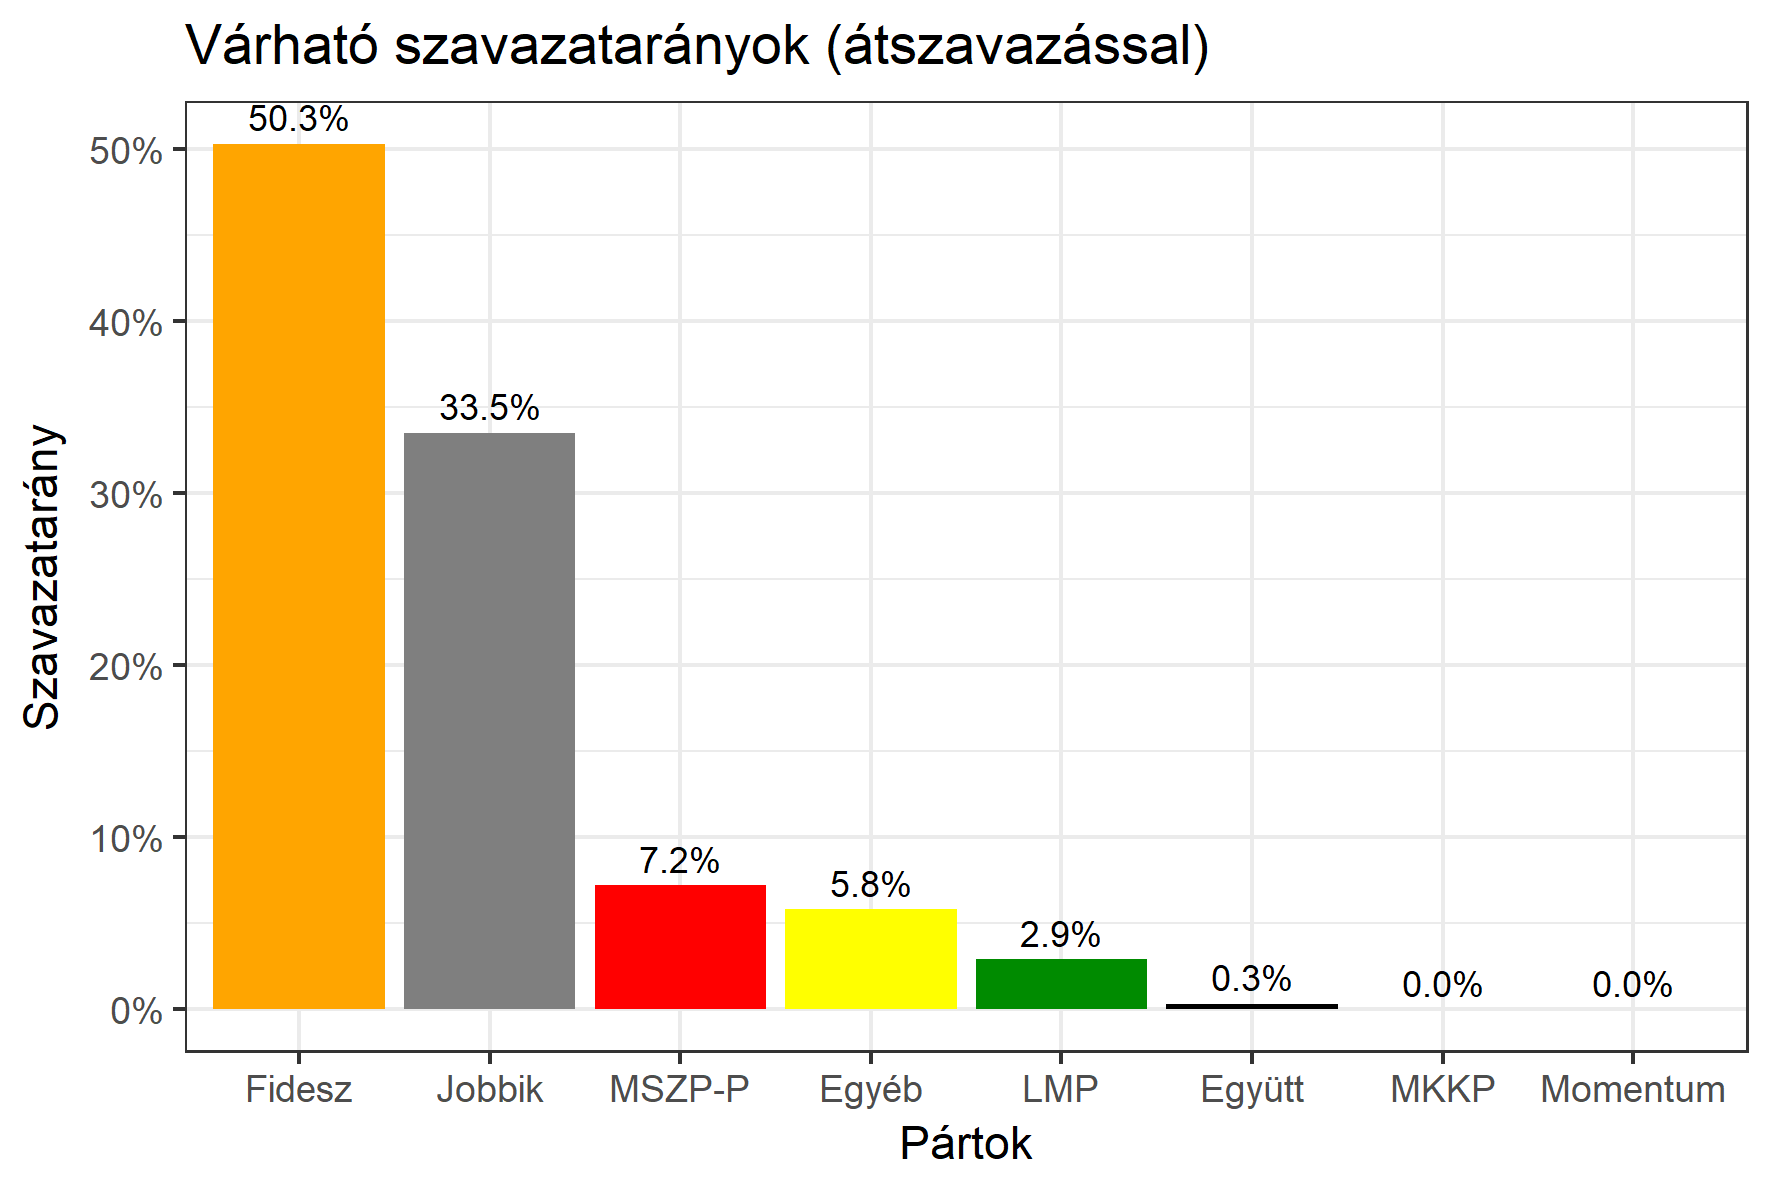 Várható szavazatarányok (átszavazással)
50.3%
33.5%
7.2%
5.8%
2.9%
0.3%
0.0%
0.0%
50%
40%
30%
20%
10%
0%
Szavazatarány
Fidesz
Jobbik
MSZP-P
Egyéb
LMP
Együtt
MKKP
Momentum
Pártok